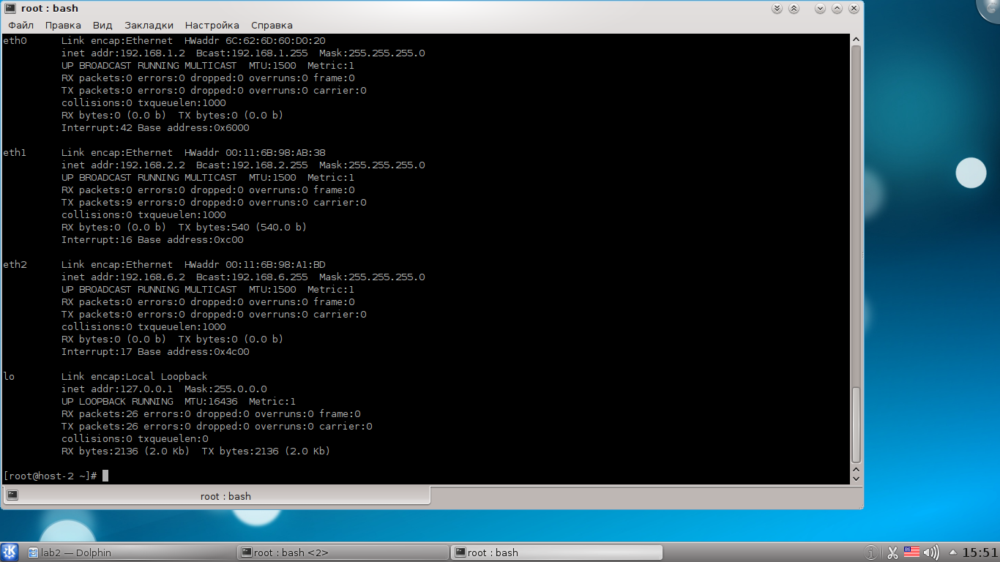 root : bash
Файл Правка Вид Закладки Настройка Справка
eth0 Link encap:Ethernet HWaddr 6C:62:6D:60:D0:20
inet addr:192.168.1.2 Bcast:192.168.1.255 Mask:255.255.255.0
UP BROADCAST RUNNING MULTICAST MTU:1500 Metric:1
RX packets:0 errors:0 dropped:0 overruns:0 frame:0
TX packets:0 errors:0 dropped:0 overruns:0 carrier:0
collisions:0 txqueuelen:1000
RX bytes:0 (0.0 b) TX bytes:0 (0.0 b)
Interrupt:42 Base address:0x6000
eth1 Link encap:Ethernet HWaddr 00:11:6B:98:AB:38
inet addr:192.168.2.2 Bcast:192.168.2.255 Mask:255.255.255.0
UP BROADCAST RUNNING MULTICAST MTU:1500 Metric:1
RX packets:0 errors:0 dropped:0 overruns:0 frame:0
TX packets:9 errors:0 dropped:0 overruns:0 carrier:0
collisions:0 txqueuelen:1000
RX bytes:0 (0.0 b) TX bytes:540 (540.0 b)
Interrupt:16 Base address:0xc00
eth2 Link encap:Ethernet HWaddr 00:11:6B:98:A1:BD
inet addr:192.168.6.2 Bcast:192.168.6.255 Mask:255.255.255.0
UP BROADCAST RUNNING MULTICAST MTU:1500 Metric:1
RX packets:0 errors:0 dropped:0 overruns:0 frame:0
TX packets:0 errors:0 dropped:0 overruns:0 carrier:0
collisions:0 txqueuelen:1000
RX bytes:0 (0.0 b) TX bytes:0 (0.0 b)
Interrupt:17 Base address:0x4c00
lo Link encap:Local Loopback
inet addr:127.0.0.1 Mask:255.0.0.0
UP LOOPBACK RUNNING MTU:16436 Metric:1
RX packets:26 errors:0 dropped:0 overruns:0 frame:0
TX packets:26 errors:0 dropped:0 overruns:0 carrier:0
collisions:0 txqueuelen:0
RX bytes:2136 (2.0 Kb) TX bytes:2136 (2.0 Kb)
[root@host-2 ~]#
root : bash
lab2 — Dolphin root : bash <2> root : bash 15:51